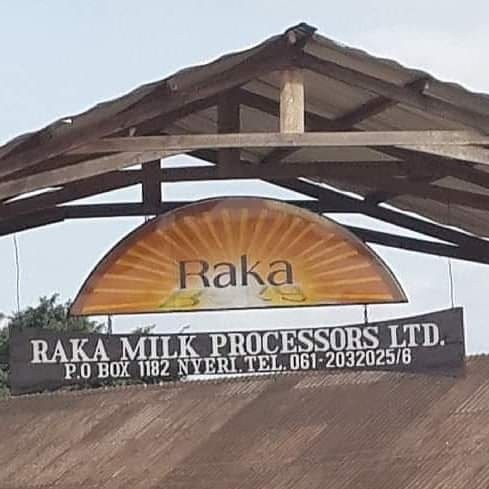 Raka
RAKA MILK PROCESSORS LTD.
P.O BOX 1182 NYERI. TEL. 061-2032025/6